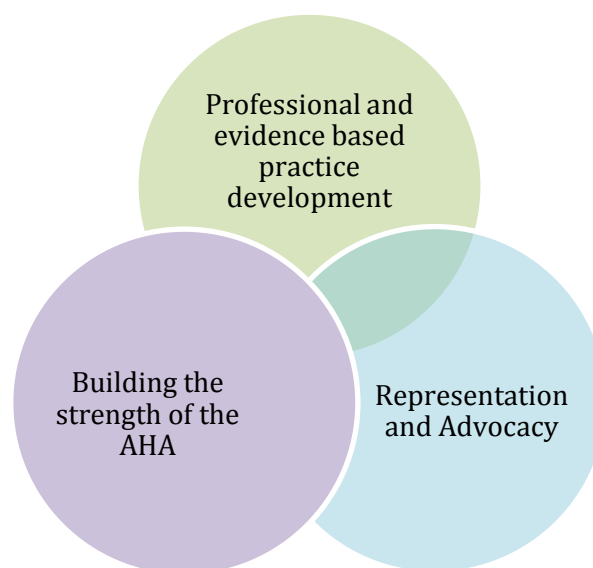 Professional and
evidence based
practice
development
Building the
strength of the
AHA
Representation
and Advocacy